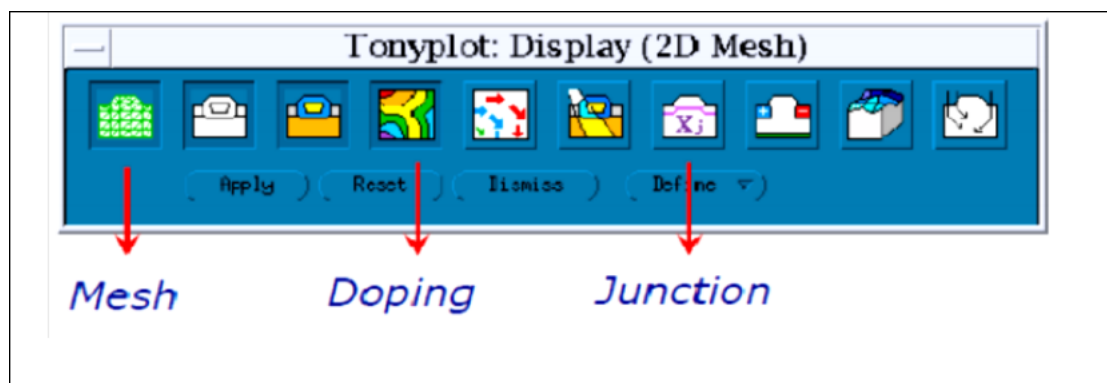 Tonyplot: Display (2D Mesh)
Xj
Apply Reset Dismiss Define
Mesh Doping Junction